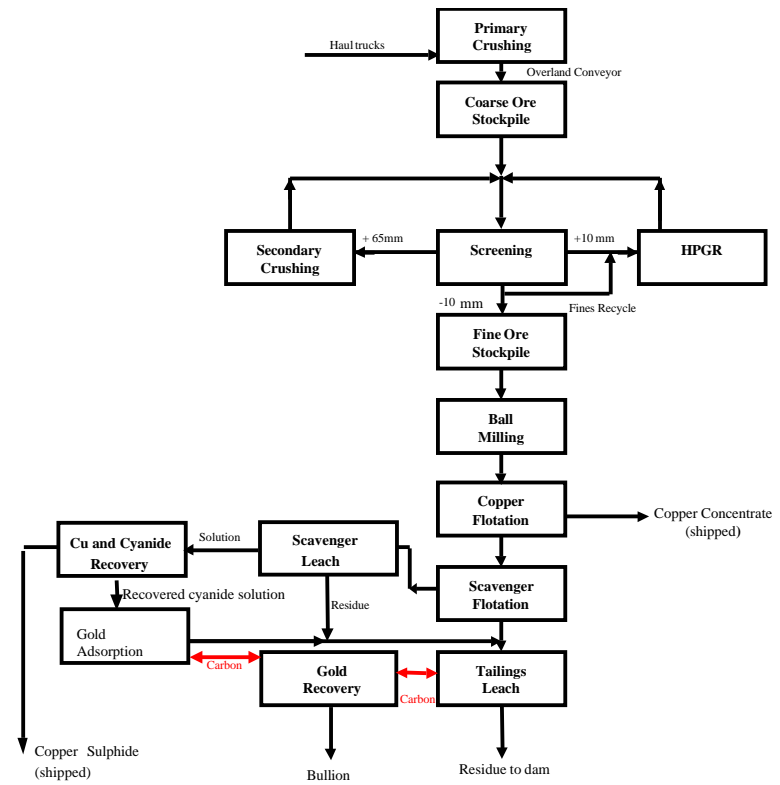 Primary
Crushing
Haul trucks
Overland Conveyor
Coarse Ore
Stockpile
+ 65mm
+10 mm
Secondary
Crushing
Screening
HPGR
-10 mm
Fines Recycle
Fine Ore
Stockpile
Ball
Milling
Copper
Flotation
Copper Concentrate
(shipped)
Cu and Cyanide
Recovery
Solution
Scavenger
Leach
Scavenger
Flotation
Recovered cyanide solution
Residue
Gold
Adsorption
Carbon
Gold
Recovery
Carbon
Tailings
Leach
Copper Sulphide
(shipped)
Bullion
Residue to dam